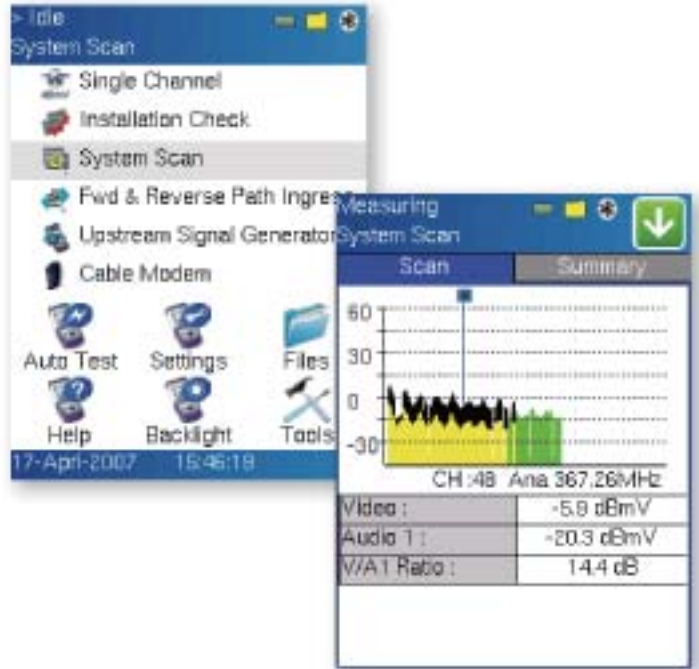 > Idle
System Scan
Single Channel
Installation Check
System Scan
Fwd & Reverse Path Ingress
Upstream Signal Generator
Cable Modem
Auto Test Settings Files
Help Backlight Tools
17-April-2007 15:46:19
Measuring
System Scan
Scan Summary
60
30
0
-30
CH :48 Ana 367.26MHz
Video : -5.9 dBmV
Audio 1 : -20.3 dBmV
V/A1 Ratio : 14.4 dB